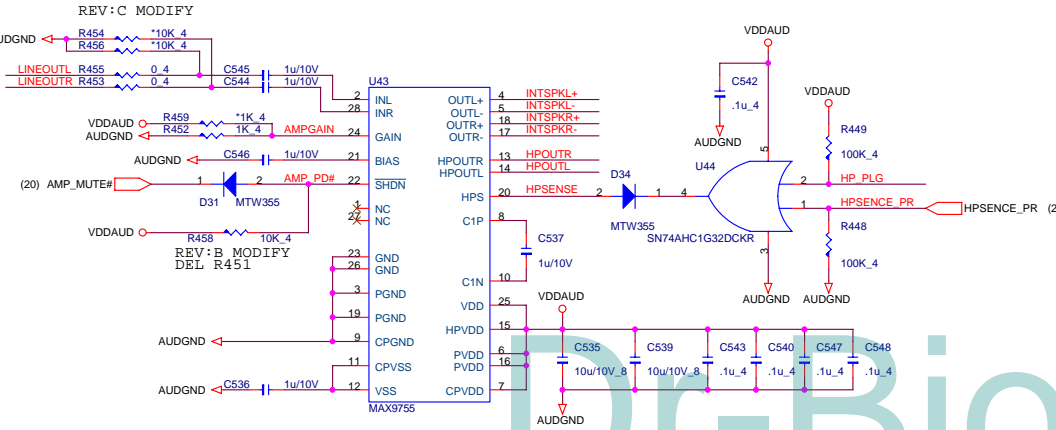 REV:C MODIFY
R454 *10K_4
R456 *10K_4
LINEOUTL R455 0_4 C545 1u/10V
LINEOUTR R453 0_4 C544 1u/10V
U43
2 INL
28 INR
VDDAUD R459 *1K_4
AUDGND R452 1K_4 AMPGAIN 24 GAIN
AUDGND C546 1u/10V 21 BIAS
(20) AMP_MUTE# 1 2 AMP_PD# 22 SHDN
D31 MTW355
1 NC
27 NC
VDDAUD R458 10K_4
REV:B MODIFY
DEL R451
23 GND
26 GND
3 PGND
19 PGND
AUDGND 9 CPGND
11 CPVSS
AUDGND C536 1u/10V 12 VSS
MAX9755
OUTL+ 4 INTSPKL+
OUTL- 5 INTSPKL-
OUTR+ 18 INTSPKR+
OUTR- 17 INTSPKR-
HPOUTR 13 HPOUTR
HPOUTL 14 HPOUTL
HPS 20 HPSENSE 2 1 4
D34
MTW355
C1P 8
C537
1u/10V
C1N 10
VDD 25
HPVDD 15
PVDD 6
PVDD 16
CPVDD 7
VDDAUD
C542
.1u_4
AUDGND
5
U44
SN74AHC1G32DCKR
3
AUDGND
VDDAUD
R449
100K_4
2 HP_PLG
1 HPSENCE_PR
HPSENCE_PR (2
R448
100K_4
AUDGND
VDDAUD
C535
10u/10V_8
C539
10u/10V_8
C543
.1u_4
C540
.1u_4
C547
.1u_4
C548
.1u_4
AUDGND
Dr-Bio